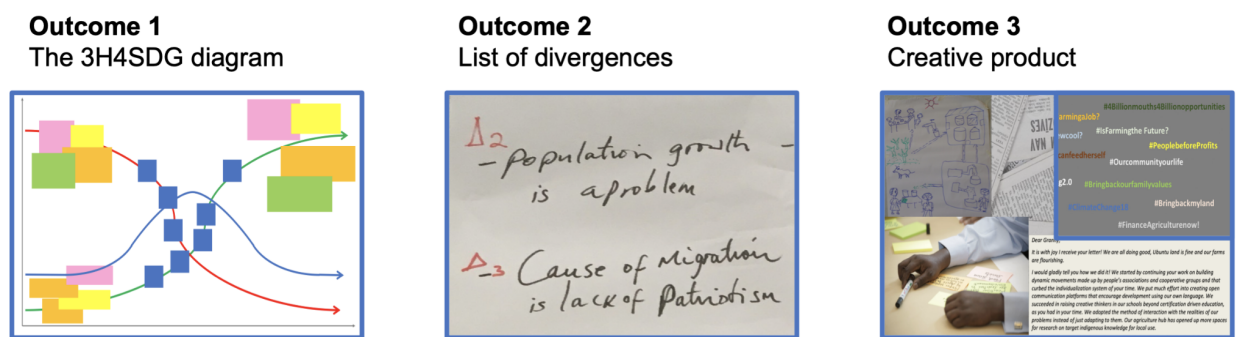 Outcome 1
The 3H4SDG diagram
Outcome 2
List of divergences
Δ2
- Population growth -
is a problem
Δ3
Cause of Migration
is lack of Patriotism
Outcome 3
Creative product
#4Billionmouths4Billionopportunities
armingaJob?
#IsFarmingthe Future?
wcool?
#PeoplebeforeProfits
canfeedherself
#Ourcommunityyourlife
g2.0
#Bringbackourfamilyvalues
#Bringbackmyland
#FinanceAgriculturenow!
Dear Granny,
It is with joy I receive your letter! We are all doing good, Ubuntu land is fine and our farms
are flourishing.
I would gladly tell you how we did it! We started by continuing your work on building
dynamic movements made up by people's associations and cooperative groups and that
curbed the individualization system of your time. We put much effort into creating open
communication platforms that encourage development using our own language. We
succeeded in raising creative thinkers in our schools beyond certification driven education,
as you had in your time. We adopted the method of interaction with the realities of our
problems instead of just adapting to them. Our agriculture hub has opened up more spaces
for research on target indigenous knowledge for local use.